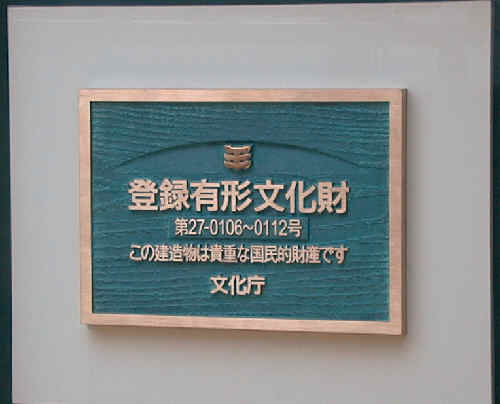 登録有形文化財
第27-0106~0112号
この建造物は貴重な国民的財産です
文化庁